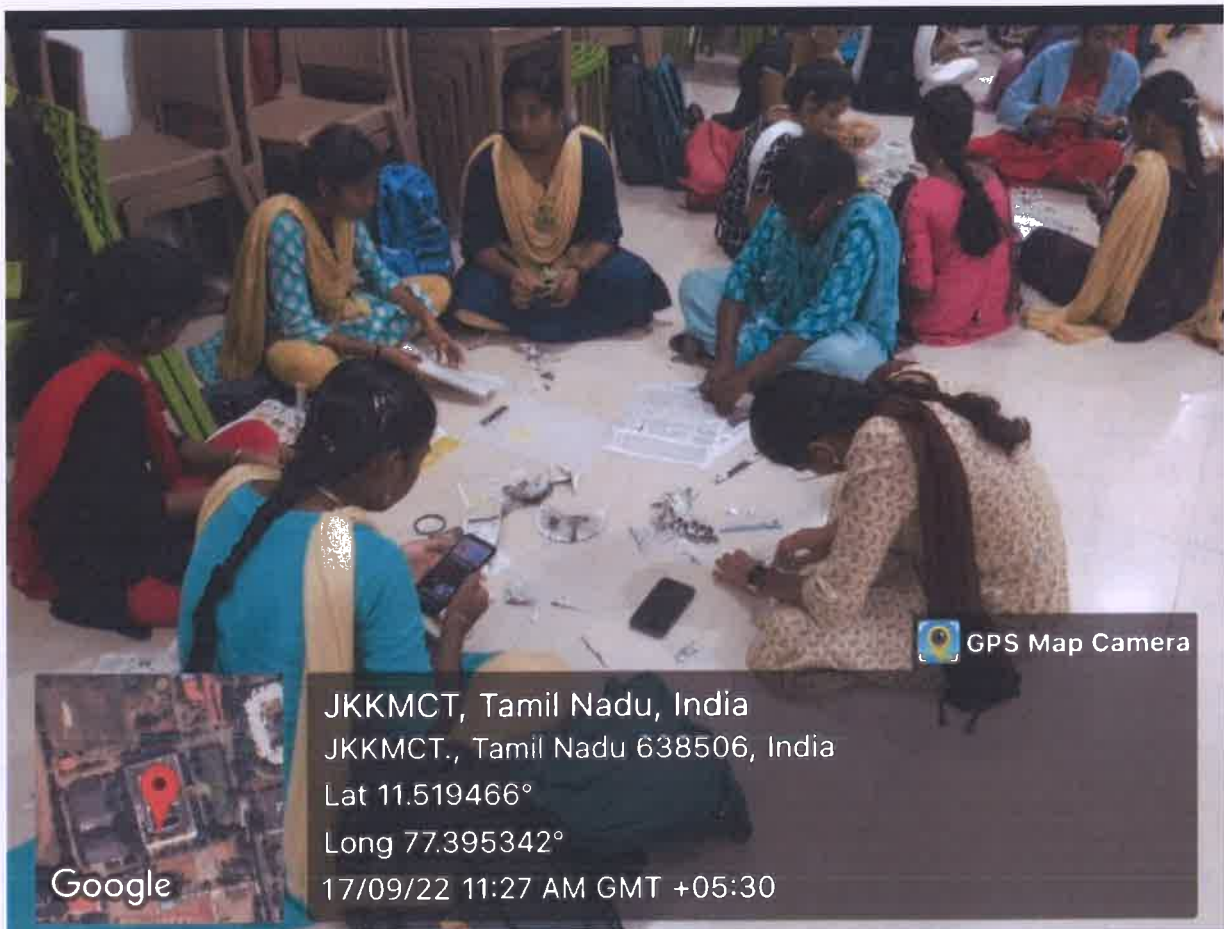 GPS Map Camera
JKKMCT, Tamil Nadu, India
JKKMCT., Tamil Nadu 638506, India
Lat 11.519466°
Long 77.395342°
17/09/22 11:27 AM GMT +05:30
Google